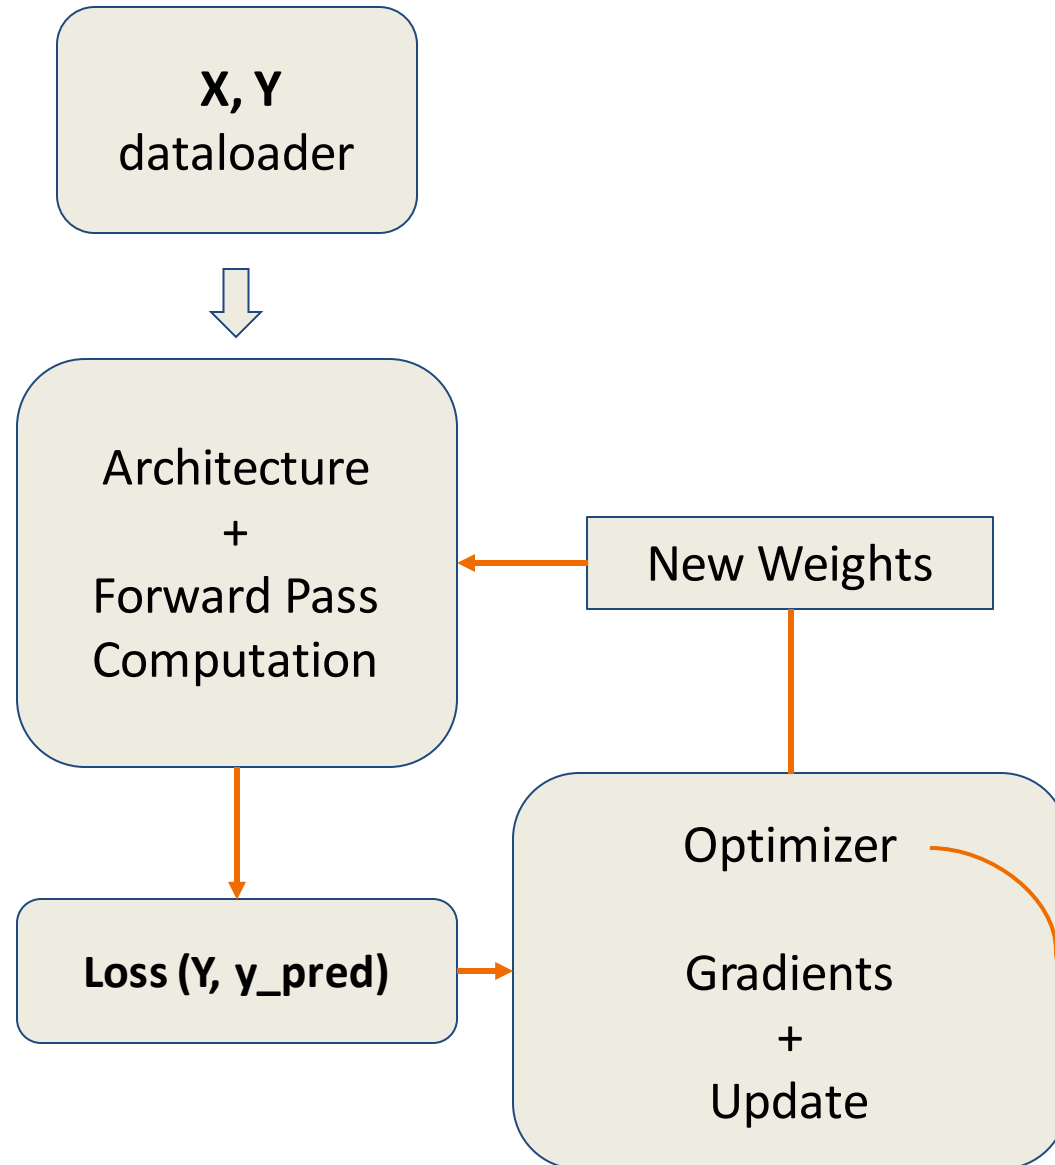 X, Y
dataloader
Architecture
+
Forward Pass
Computation
New Weights
Loss (Y, y_pred)
Optimizer
Gradients
+
Update